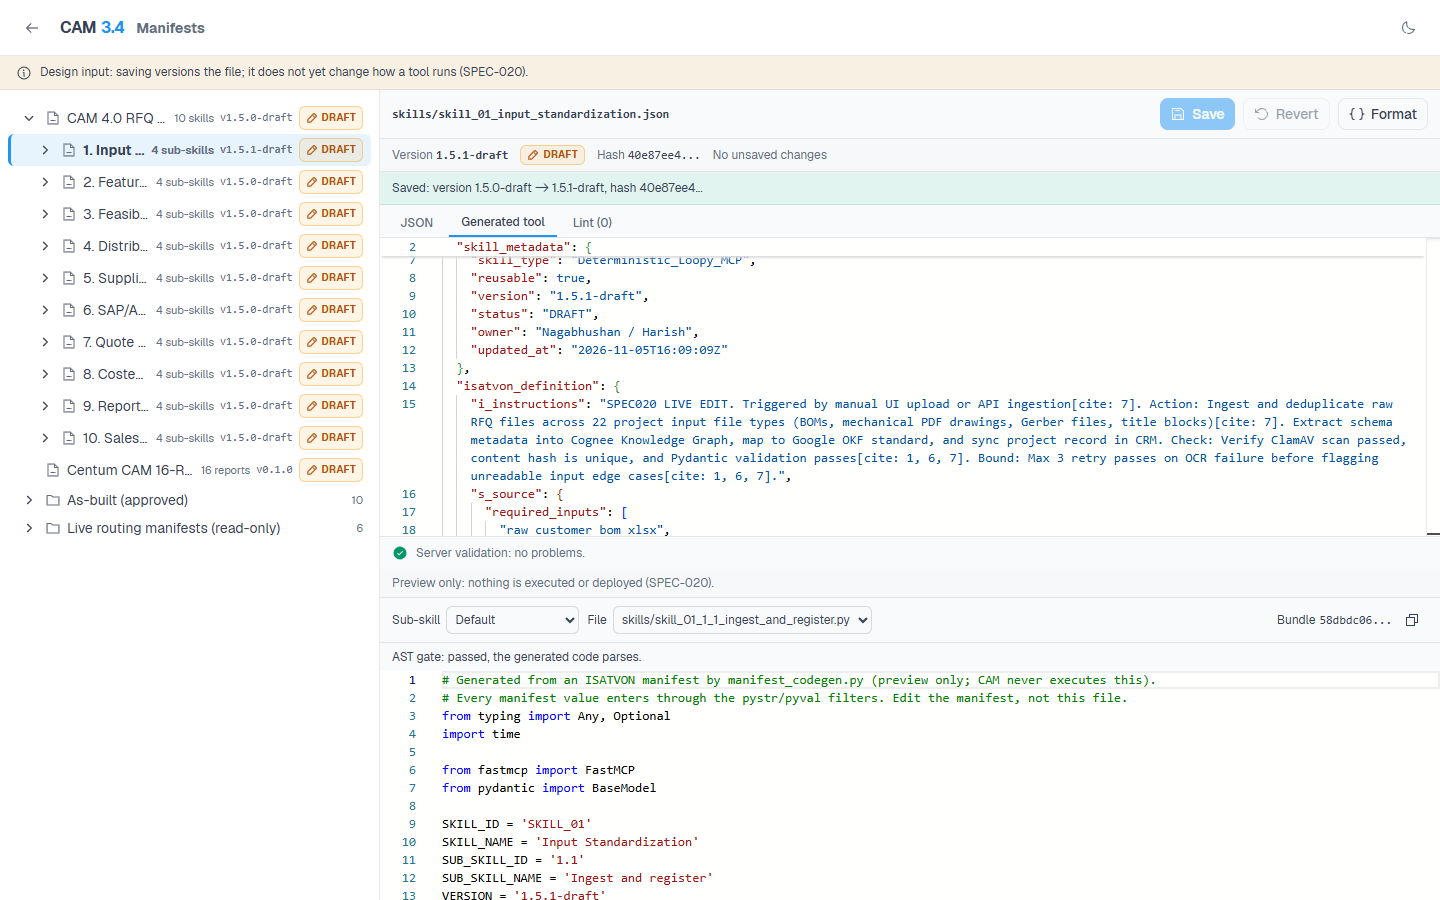 CAM 3.4 Manifests
Design input: saving versions the file; it does not yet change how a tool runs (SPEC-020).
CAM 4.0 RFQ ... 10 skills v1.5.0-draft DRAFT
1. Input ... 4 sub-skills v1.5.1-draft DRAFT
2. Featur... 4 sub-skills v1.5.0-draft DRAFT
3. Feasib... 4 sub-skills v1.5.0-draft DRAFT
4. Distrib... 4 sub-skills v1.5.0-draft DRAFT
5. Suppli... 4 sub-skills v1.5.0-draft DRAFT
6. SAP/A... 4 sub-skills v1.5.0-draft DRAFT
7. Quote ... 4 sub-skills v1.5.0-draft DRAFT
8. Coste... 4 sub-skills v1.5.0-draft DRAFT
9. Report... 4 sub-skills v1.5.0-draft DRAFT
10. Sales... 4 sub-skills v1.5.0-draft DRAFT
Centum CAM 16-R... 16 reports v0.1.0 DRAFT
As-built (approved) 10
Live routing manifests (read-only) 6
skills/skill_01_input_standardization.json Save Revert {} Format
Version 1.5.1-draft DRAFT Hash 40e87ee4... No unsaved changes
Saved: version 1.5.0-draft → 1.5.1-draft, hash 40e87ee4...
JSON Generated tool Lint (0)
2 "skill_metadata": {
7 "skill_type": "Deterministic_Loopy_MCP",
8 "reusable": true,
9 "version": "1.5.1-draft",
10 "status": "DRAFT",
11 "owner": "Nagabhushan / Harish",
12 "updated_at": "2026-11-05T16:09:09Z"
13 },
14 "isatvon_definition": {
15 "i_instructions": "SPEC020 LIVE EDIT. Triggered by manual UI upload or API ingestion[cite: 7]. Action: Ingest and deduplicate raw
RFQ files across 22 project input file types (BOMs, mechanical PDF drawings, Gerber files, title blocks)[cite: 7]. Extract schema
metadata into Cognee Knowledge Graph, map to Google OKF standard, and sync project record in CRM. Check: Verify ClamAV scan passed,
content hash is unique, and Pydantic validation passes[cite: 1, 6, 7]. Bound: Max 3 retry passes on OCR failure before flagging
unreadable input edge cases[cite: 1, 6, 7].",
16 "s_source": {
17 "required_inputs": [
18 "raw_customer_bom_xlsx",
Server validation: no problems.
Preview only: nothing is executed or deployed (SPEC-020).
Sub-skill Default File skills/skill_01_1_1_ingest_and_register.py Bundle 58dbdc06...
AST gate: passed, the generated code parses.
1 # Generated from an ISATVON manifest by manifest_codegen.py (preview only; CAM never executes this).
2 # Every manifest value enters through the pystr/pyval filters. Edit the manifest, not this file.
3 from typing import Any, Optional
4 import time
5
6 from fastmcp import FastMCP
7 from pydantic import BaseModel
8
9 SKILL_ID = 'SKILL_01'
10 SKILL_NAME = 'Input Standardization'
11 SUB_SKILL_ID = '1.1'
12 SUB_SKILL_NAME = 'Ingest and register'
13 VERSION = '1.5.1-draft'